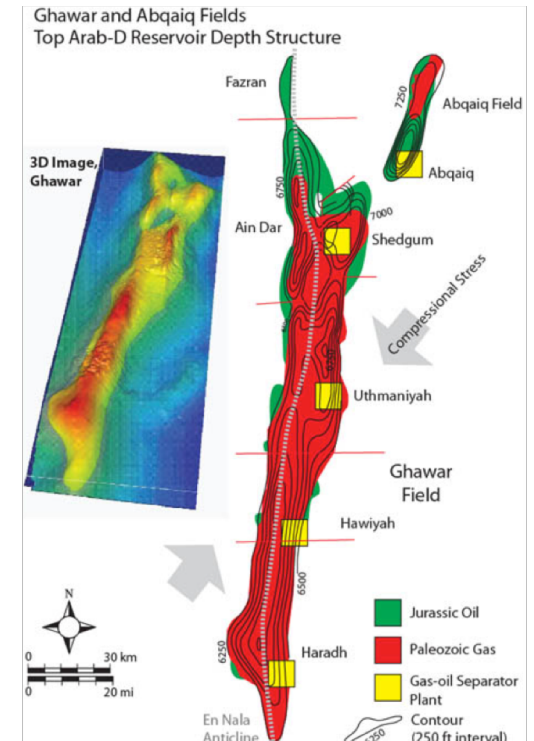 Ghawar and Abqaiq Fields
Top Arab-D Reservoir Depth Structure
Fazran
7250
Abqaiq Field
3D Image,
Ghawar
Abqaiq
6750
7000
Ain Dar
Shedgum
Compressional Stress
6750
Uthmaniyah
Ghawar
Field
Hawiyah
6500
N
Jurassic Oil
6250
Haradh
Paleozoic Gas
0 30 km
0 20 mi
Gas-oil Separator
Plant
En Nala
Anticline
6250
Contour
(250 ft interval)